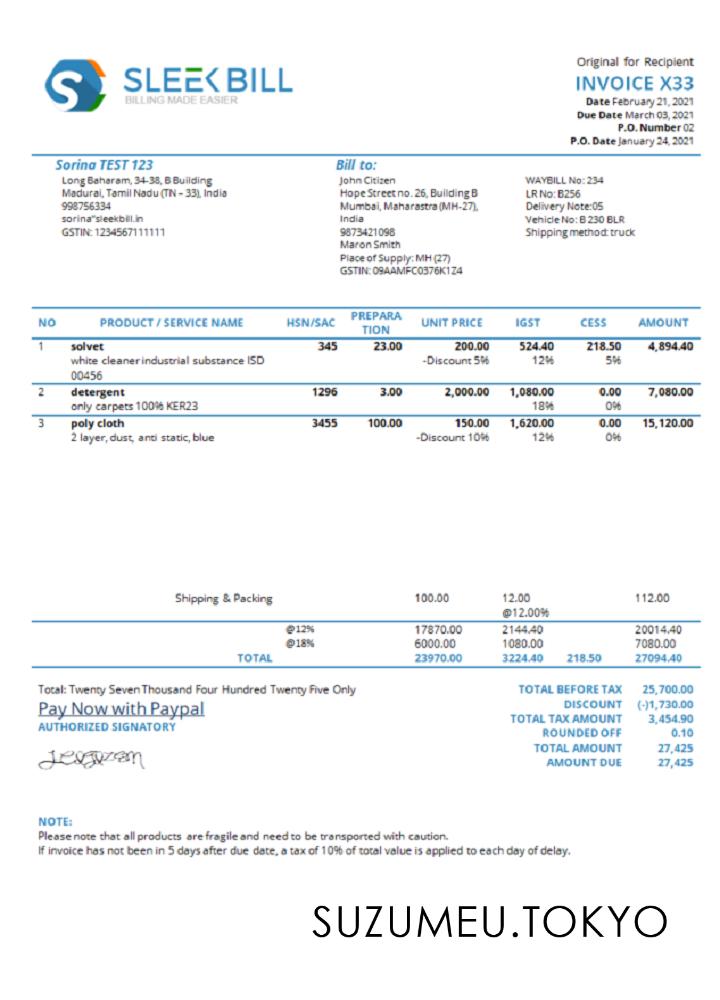 SLEEK BILL
BILLING MADE EASIER
Original for Recipient
INVOICE X33
Date February 21, 2021
Due Date March 03, 2021
P.O. Number 02
P.O. Date January 24, 2021
Sorina TEST 123
Long Baharam, 34-38, B Building
Madurai, Tamil Nadu (TN - 33), India
998756334
sorina"sleekbill.in
GSTIN: 1234567111111
Bill to:
John Citizen
Hope Street no. 26, Building B
Mumbai, Maharastra (MH-27),
India
9873421098
Maron Smith
Place of Supply: MH (27)
GSTIN: 09AAMFC0376K1Z4
WAYBILL No: 234
LR No: B256
Delivery Note:05
Vehicle No: B 230 BLR
Shipping method: truck
NO PRODUCT / SERVICE NAME HSN/SAC PREPARA UNIT PRICE IGST CESS AMOUNT
TION
1 solvet 345 23.00 200.00 524.40 218.50 4,894.40
white cleaner industrial substance ISD -Discount 5% 12% 5%
00456
2 detergent 1296 3.00 2,000.00 1,080.00 0.00 7,080.00
only carpets 100% KER23 18% 0%
3 poly cloth 3455 100.00 150.00 1,620.00 0.00 15,120.00
2 layer, dust, anti static, blue -Discount 10% 12% 0%
Shipping & Packing 100.00 12.00 112.00
@12.00%
@12% 17870.00 2144.40 20014.40
@18% 6000.00 1080.00 7080.00
TOTAL 23970.00 3224.40 218.50 27094.40
Total: Twenty Seven Thousand Four Hundred Twenty Five Only
Pay Now with Paypal
AUTHORIZED SIGNATORY
TOTAL BEFORE TAX 25,700.00
DISCOUNT (-)1,730.00
TOTAL TAX AMOUNT 3,454.90
ROUNDED OFF 0.10
TOTAL AMOUNT 27,425
AMOUNT DUE 27,425
NOTE:
Please note that all products are fragile and need to be transported with caution.
If invoice has not been in 5 days after due date, a tax of 10% of total value is applied to each day of delay.
SUZUMEU.TOKYO